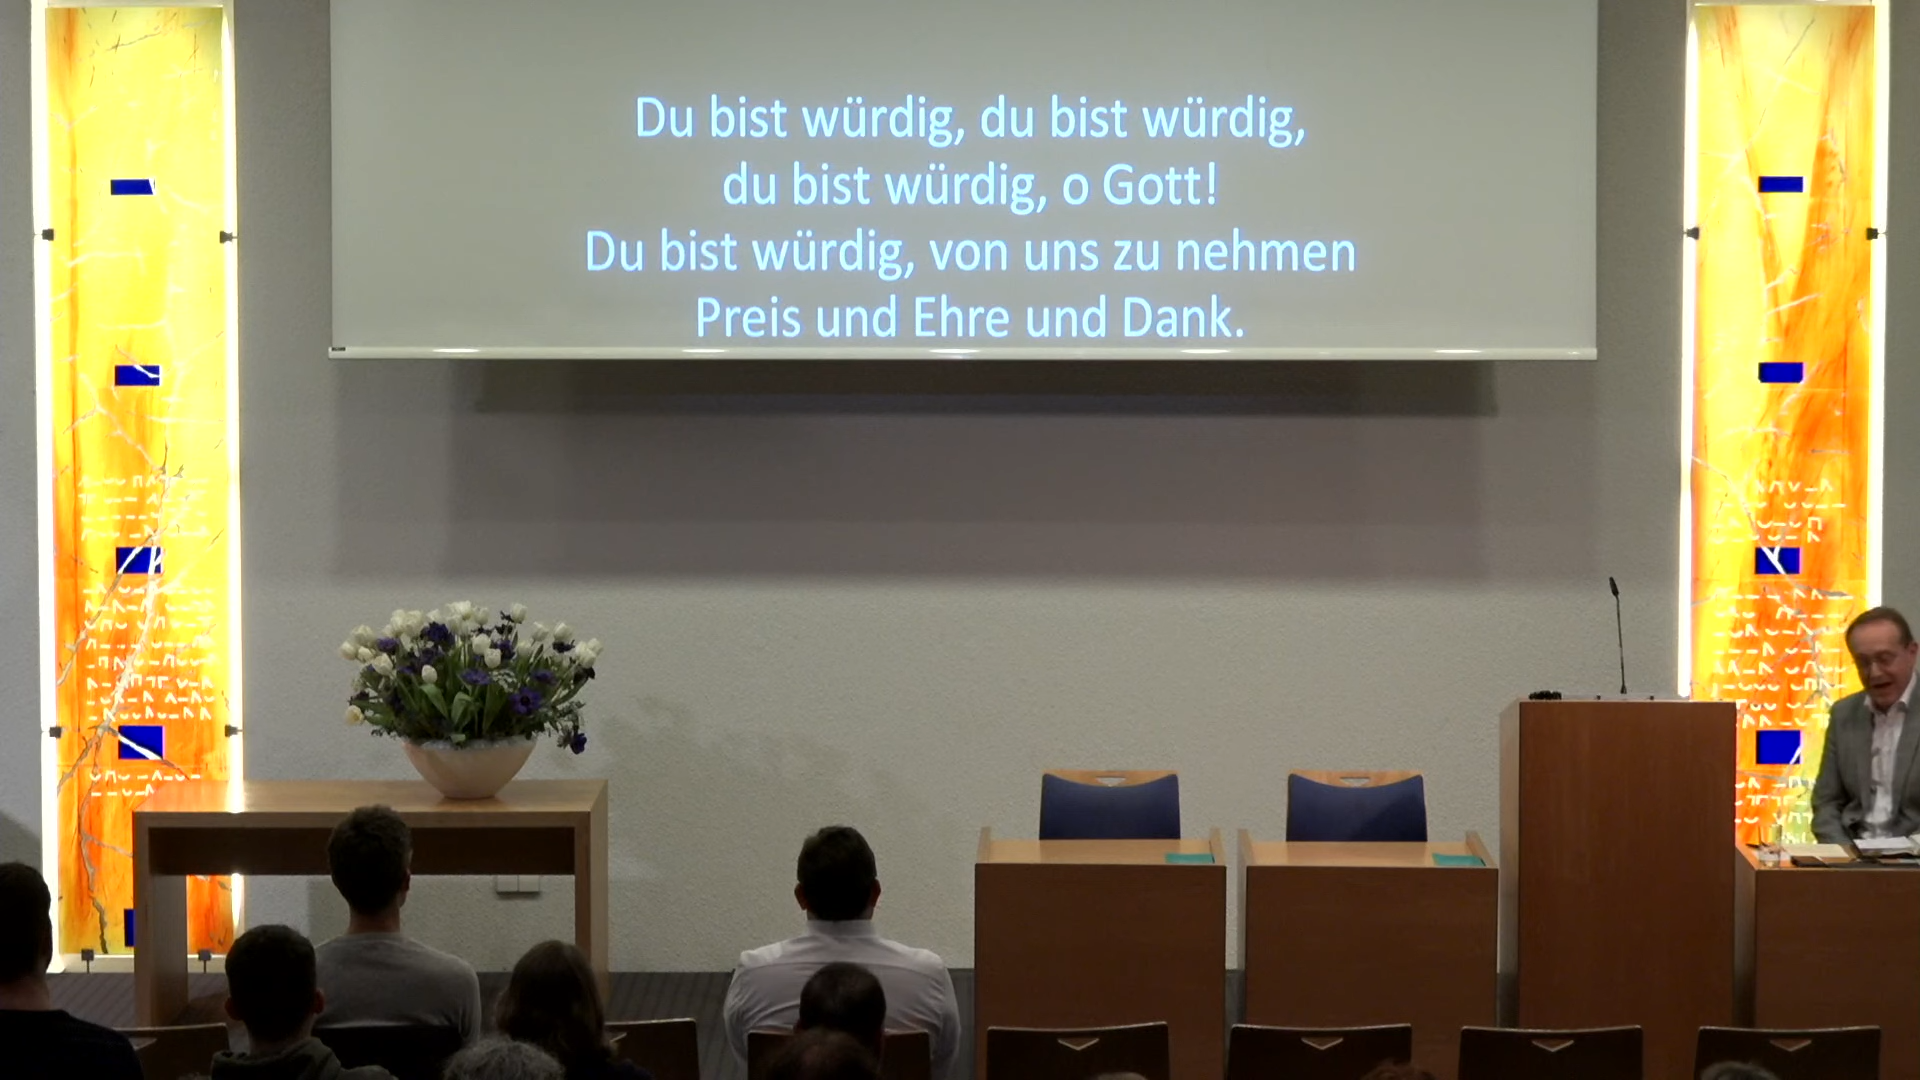 Du bist würdig, du bist würdig,
du bist würdig, o Gott!
Du bist würdig, von uns zu nehmen
Preis und Ehre und Dank.